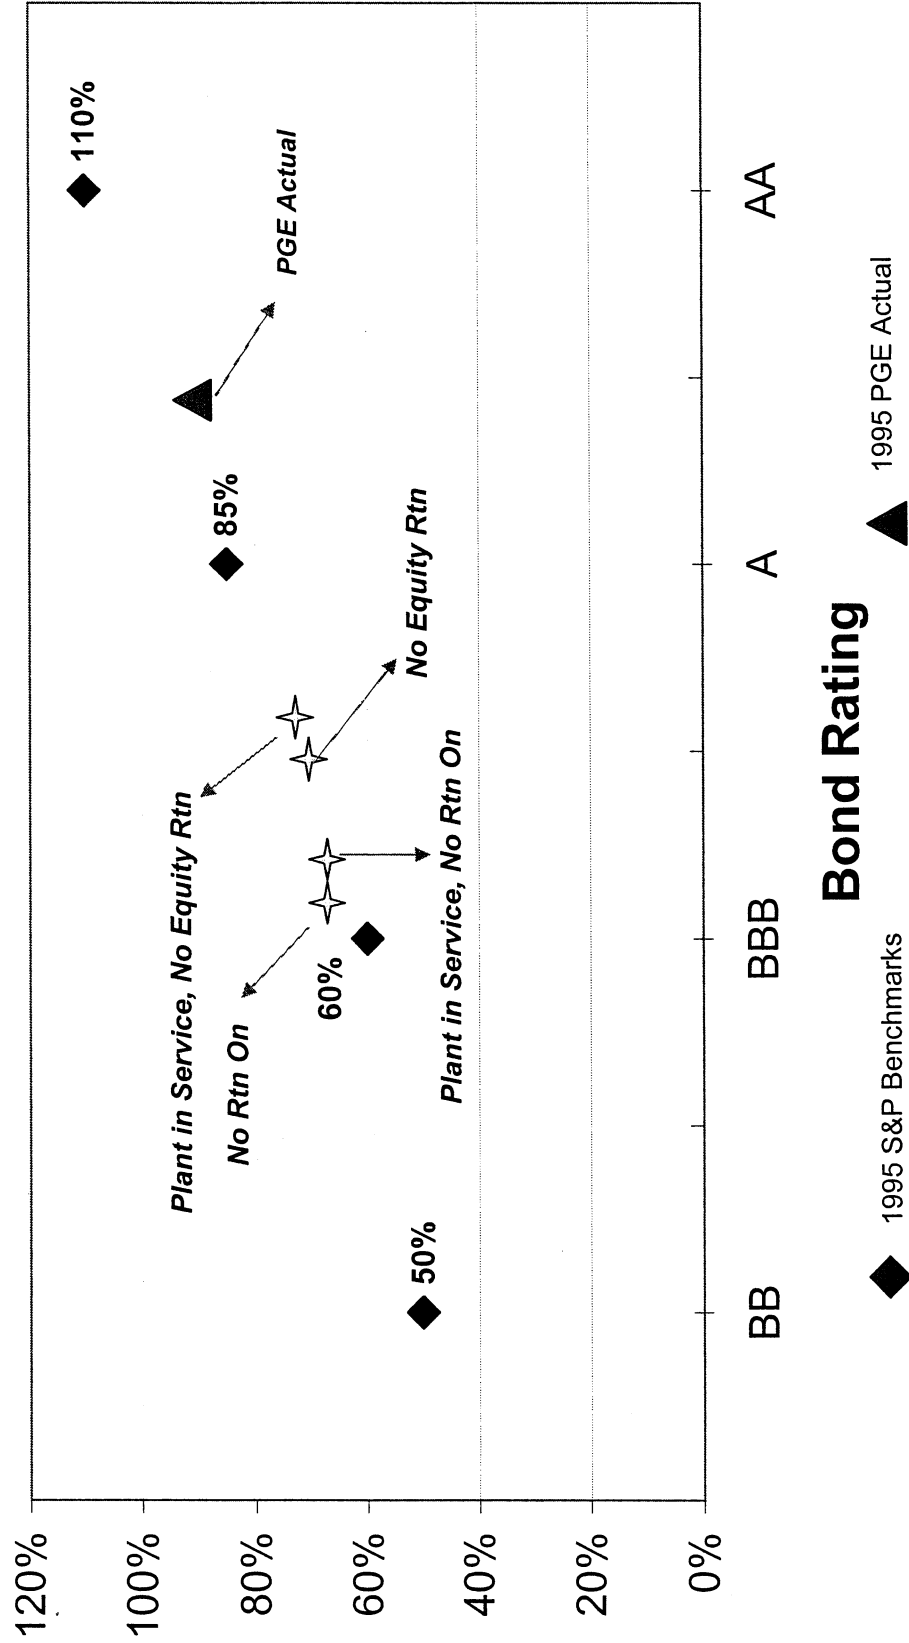 120%
100%
80%
60%
40%
20%
0%
110%
PGE Actual
85%
No Equity Rtn
Plant in Service, No Equity Rtn
No Rtn On
60%
Plant in Service, No Rtn On
50%
BB
BBB
A
AA
Bond Rating
1995 S&P Benchmarks
1995 PGE Actual